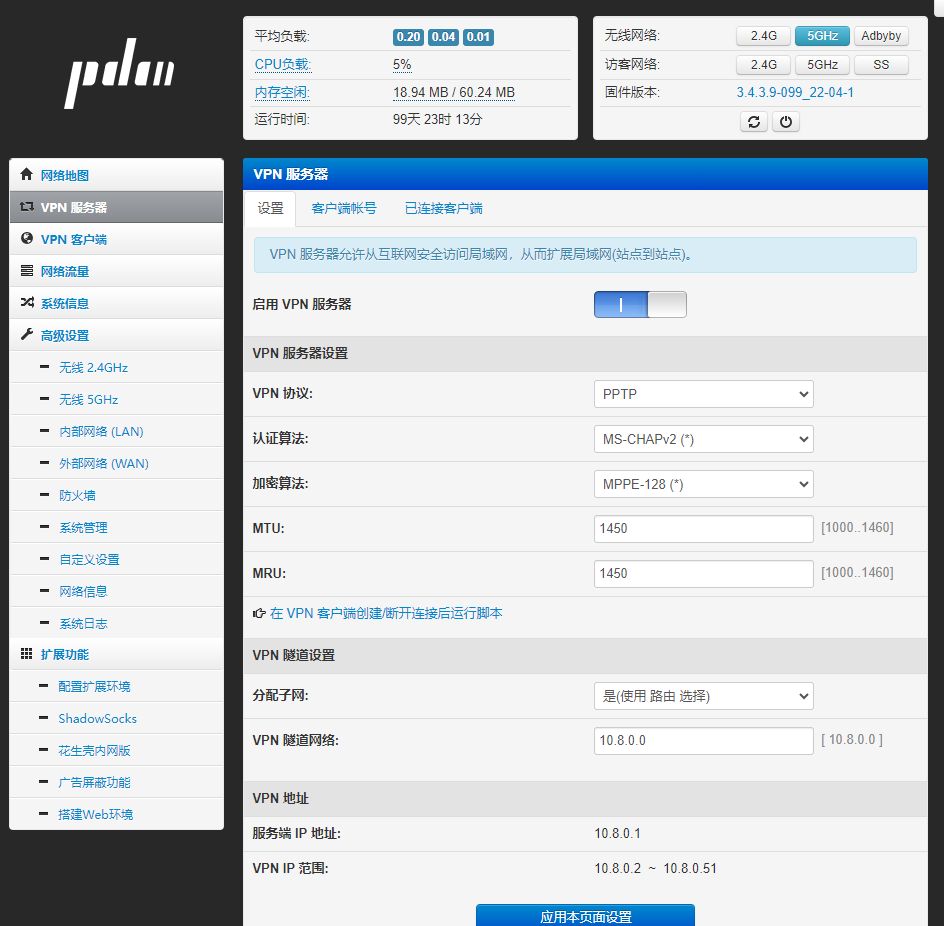 pdcn
平均负载: 0.20 0.04 0.01
CPU负载: 5%
内存空闲: 18.94 MB / 60.24 MB
运行时间: 99天 23时 13分
无线网络: 2.4G 5GHz Adbyby
访客网络: 2.4G 5GHz SS
固件版本: 3.4.3.9-099_22-04-1
网络地图
VPN 服务器
VPN 客户端
网络流量
系统信息
高级设置
无线 2.4GHz
无线 5GHz
内部网络 (LAN)
外部网络 (WAN)
防火墙
系统管理
自定义设置
网络信息
系统日志
扩展功能
配置扩展环境
ShadowSocks
花生壳内网版
广告屏蔽功能
搭建Web环境
VPN 服务器
设置 客户端帐号 已连接客户端
VPN 服务器允许从互联网安全访问局域网，从而扩展局域网(站点到站点)。
启用 VPN 服务器
VPN 服务器设置
VPN 协议: PPTP
认证算法: MS-CHAPv2 (*)
加密算法: MPPE-128 (*)
MTU: 1450 [1000..1460]
MRU: 1450 [1000..1460]
在 VPN 客户端创建/断开连接后运行脚本
VPN 隧道设置
分配子网: 是(使用 路由 选择)
VPN 隧道网络: 10.8.0.0 [ 10.8.0.0 ]
VPN 地址
服务端 IP 地址: 10.8.0.1
VPN IP 范围: 10.8.0.2 ~ 10.8.0.51
应用本页面设置